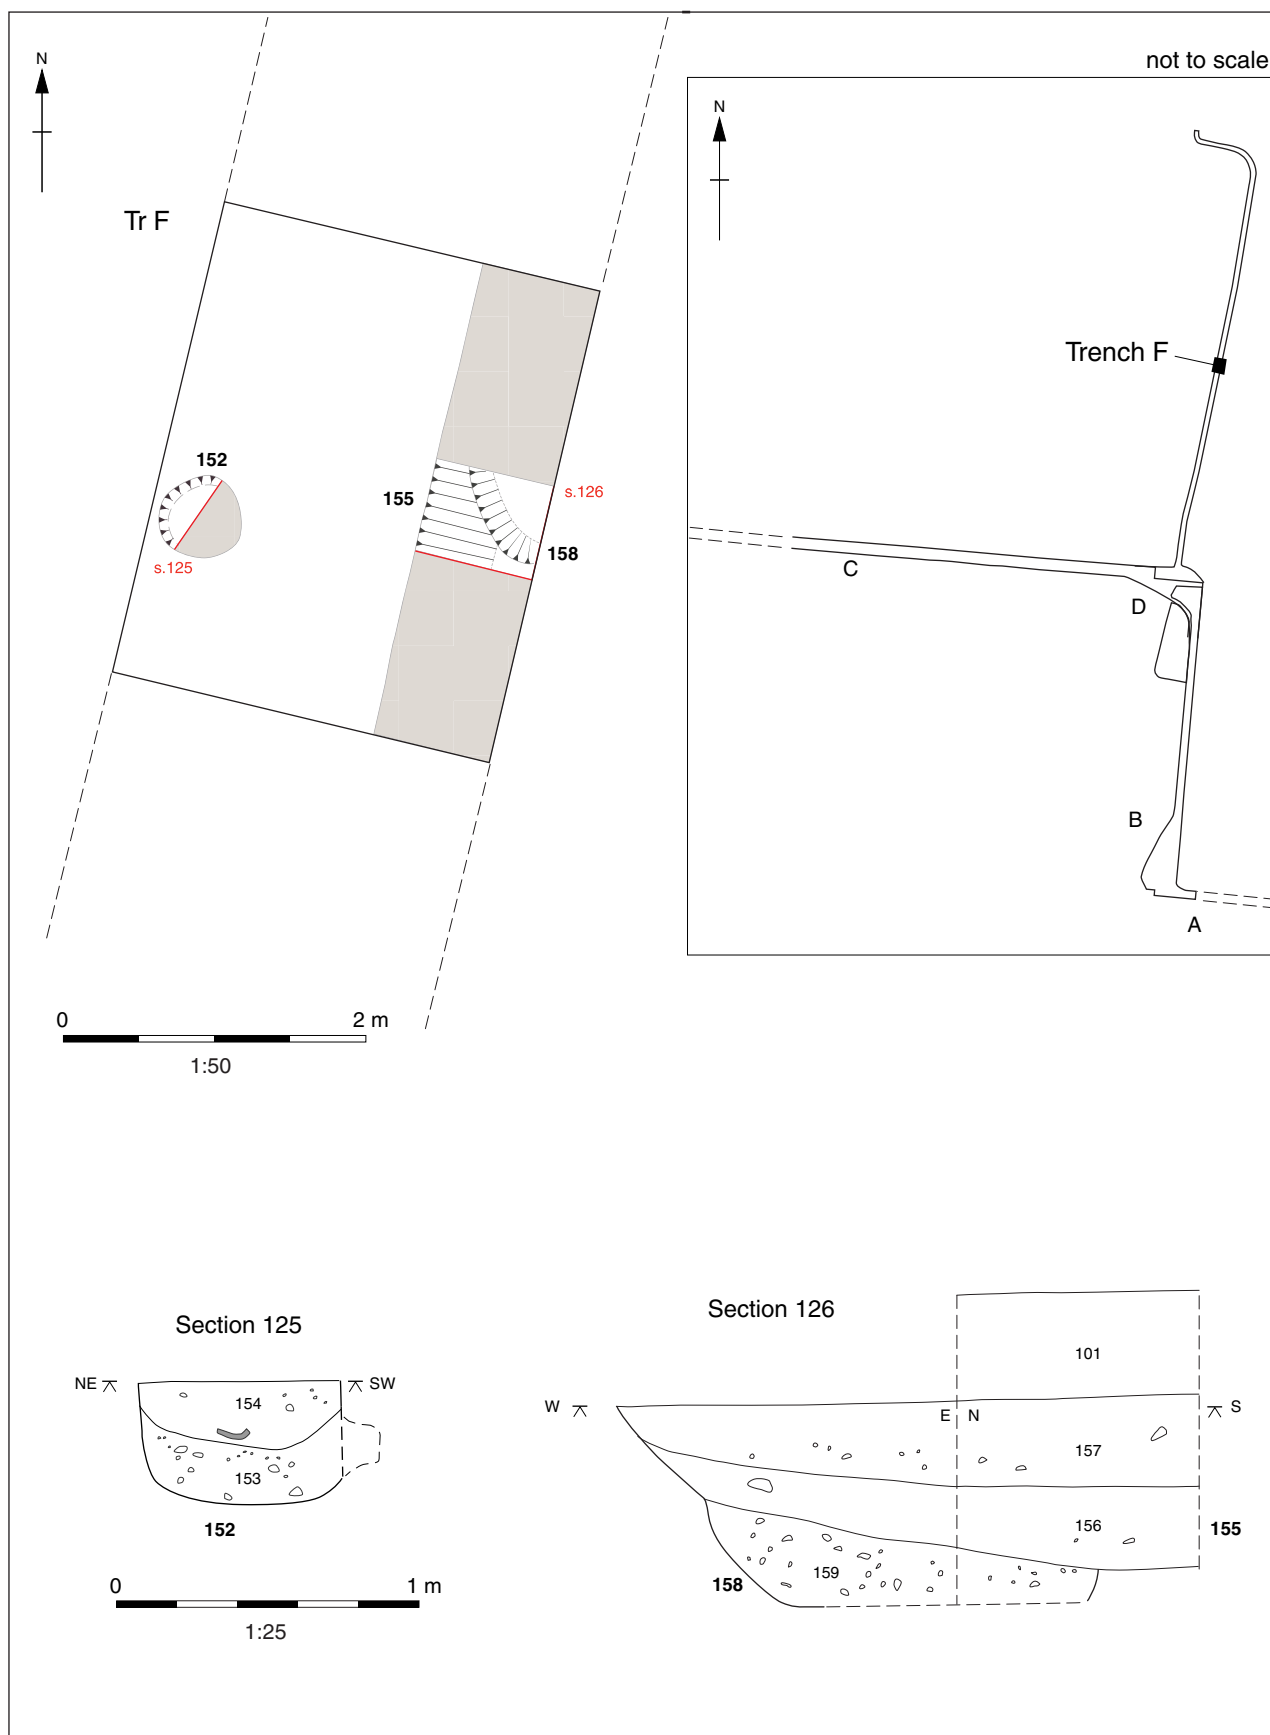 not to scale
N
Tr F
152
s.125
155
s.126
158
0 2 m
1:50
N
Trench F
C
D
B
A
Section 125
NE SW
154
153
152
0 1 m
1:25
Section 126
101
W E N S
157
156
155
159
158